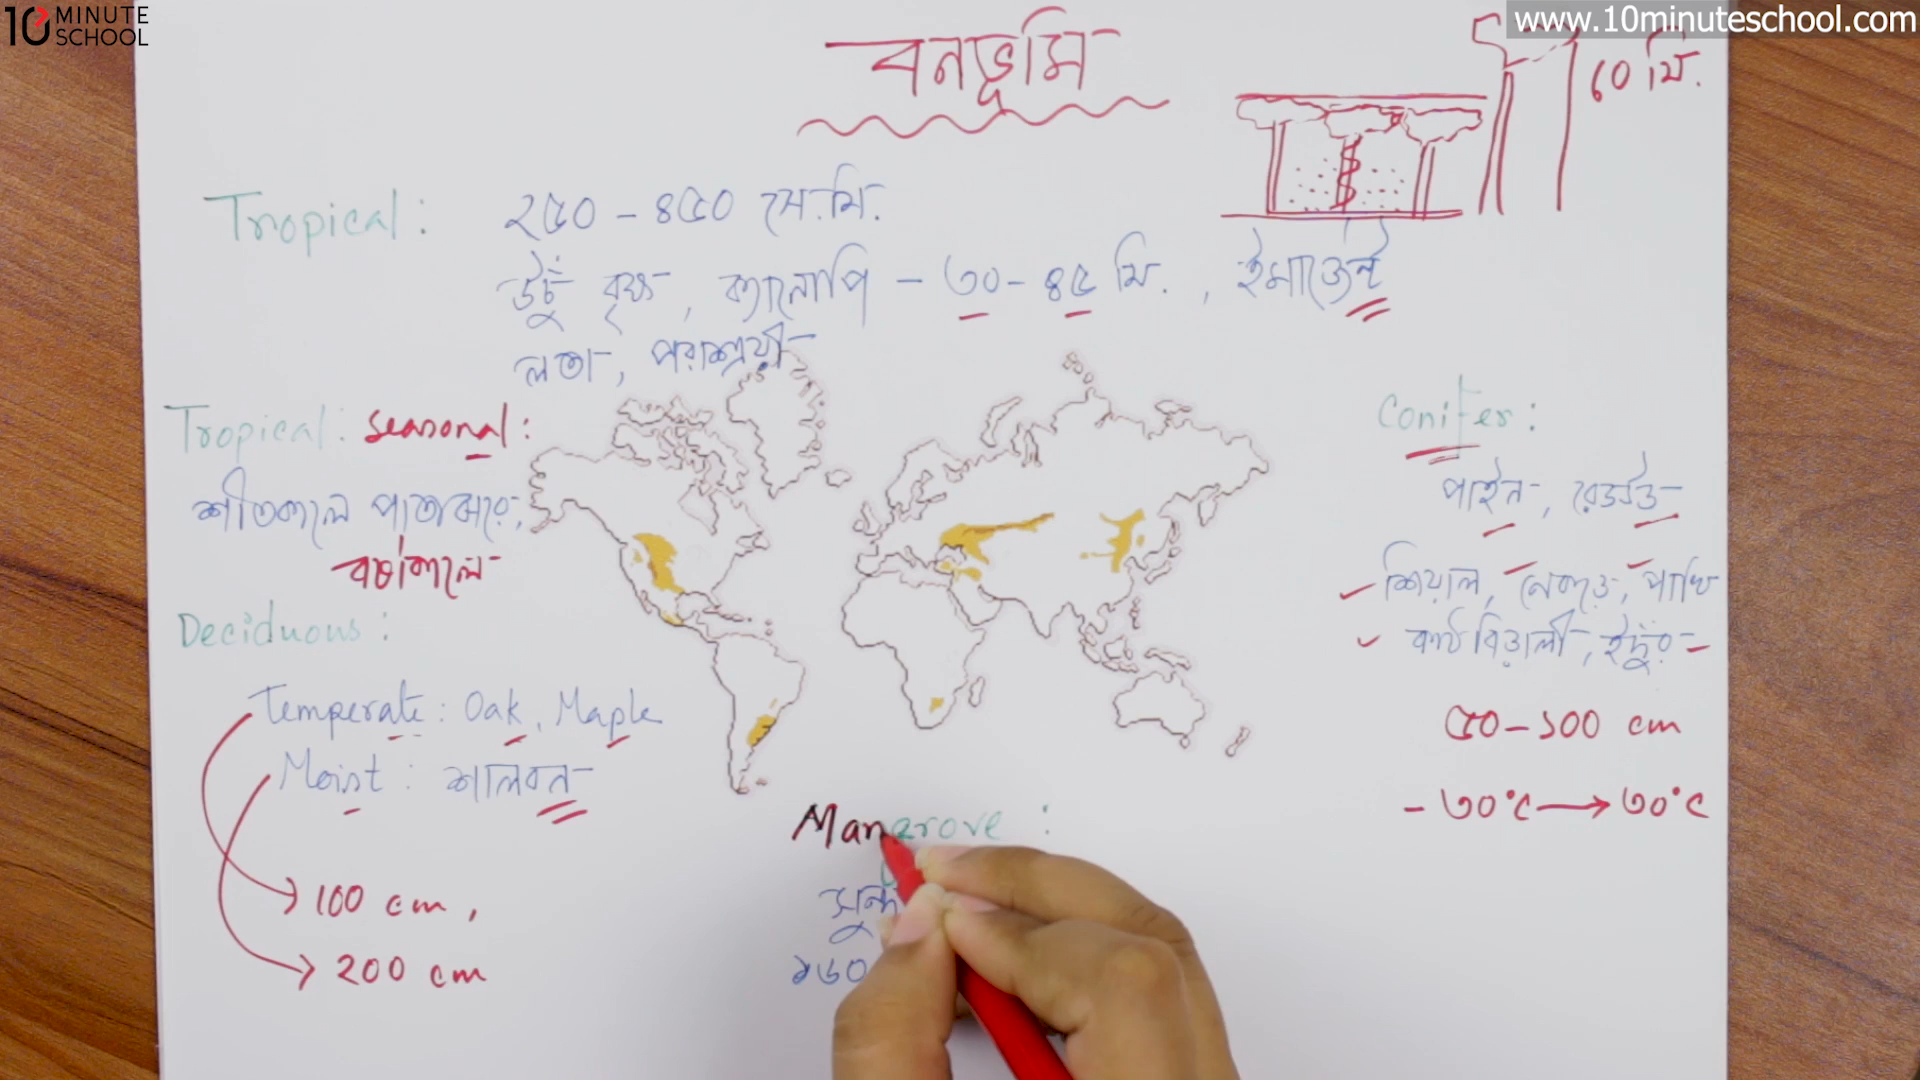 10 MINUTE SCHOOL
www.10minuteschool.com
বনভূমি
৬০ মি.
Tropical: ২৫০ - ৪৫০ সে.মি.
উঁচু বৃক্ষ, ক্যানোপি - ৩০ - ৪৫ মি., ইমার্জেন্ট
লতা, পরাশ্রয়ী
Tropical: seasonal:
শীতকালে পাতাঝরে,
বর্ষাকালে
Deciduous:
Temperate: Oak, Maple
Moist: শালবন
100 cm,
200 cm
Conifer:
পাইন, রেডউড
শিয়াল, নেকড়ে, পাখি
কাঠবিড়ালী, ইঁদুর
৫০-১০০ cm
- ৩০°c → ৩০°c
Mangrove:
১৬০